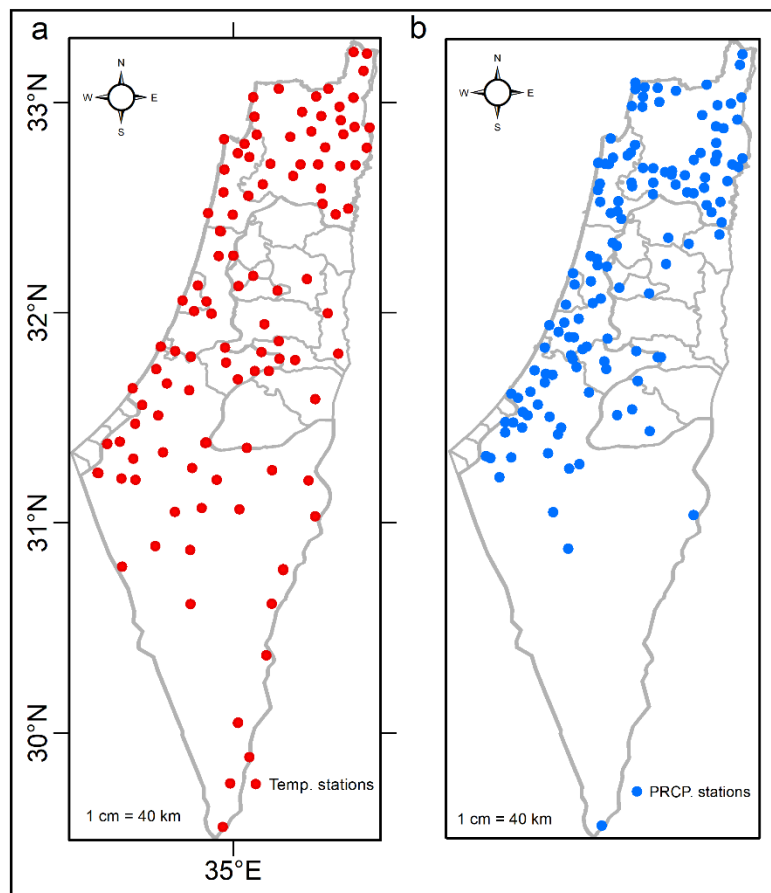 a
b
N
W E
S
N
W E
S
33°N
32°N
31°N
30°N
Temp. stations
PRCP. stations
1 cm = 40 km
1 cm = 40 km
35°E